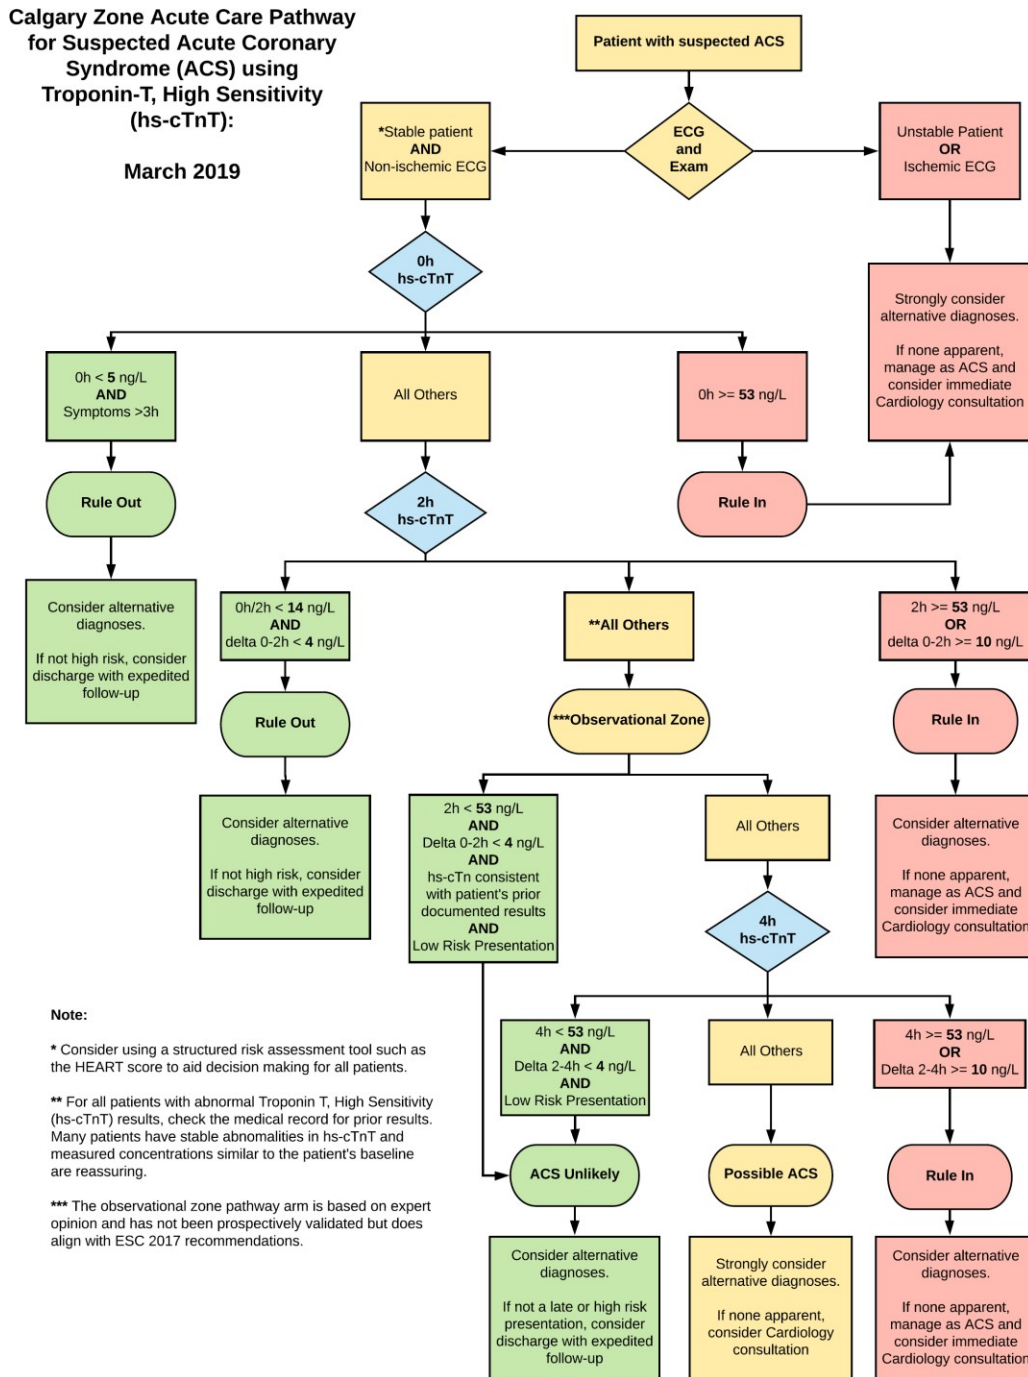 Calgary Zone Acute Care Pathway
for Suspected Acute Coronary
Syndrome (ACS) using
Troponin-T, High Sensitivity
(hs-cTnT):
March 2019
Patient with suspected ACS
ECG
and
Exam
*Stable patient
AND
Non-ischemic ECG
Unstable Patient
OR
Ischemic ECG
0h
hs-cTnT
Strongly consider
alternative diagnoses.
If none apparent,
manage as ACS and
consider immediate
Cardiology consultation
0h < 5 ng/L
AND
Symptoms >3h
All Others
0h >= 53 ng/L
Rule Out
2h
hs-cTnT
Rule In
Consider alternative
diagnoses.
If not high risk, consider
discharge with expedited
follow-up
0h/2h < 14 ng/L
AND
delta 0-2h < 4 ng/L
**All Others
2h >= 53 ng/L
OR
delta 0-2h >= 10 ng/L
Rule Out
***Observational Zone
Rule In
Consider alternative
diagnoses.
If not high risk, consider
discharge with expedited
follow-up
2h < 53 ng/L
AND
Delta 0-2h < 4 ng/L
AND
hs-cTn consistent
with patient's prior
documented results
AND
Low Risk Presentation
All Others
Consider alternative
diagnoses.
If none apparent,
manage as ACS and
consider immediate
Cardiology consultation
4h
hs-cTnT
Note:
* Consider using a structured risk assessment tool such as
the HEART score to aid decision making for all patients.
** For all patients with abnormal Troponin T, High Sensitivity
(hs-cTnT) results, check the medical record for prior results.
Many patients have stable abnomalities in hs-cTnT and
measured concentrations similar to the patient's baseline
are reassuring.
*** The observational zone pathway arm is based on expert
opinion and has not been prospectively validated but does
align with ESC 2017 recommendations.
4h < 53 ng/L
AND
Delta 2-4h < 4 ng/L
AND
Low Risk Presentation
All Others
4h >= 53 ng/L
OR
Delta 2-4h >= 10 ng/L
ACS Unlikely
Possible ACS
Rule In
Consider alternative
diagnoses.
If not a late or high risk
presentation, consider
discharge with expedited
follow-up
Strongly consider
alternative diagnoses.
If none apparent,
consider Cardiology
consultation
Consider alternative
diagnoses.
If none apparent,
manage as ACS and
consider immediate
Cardiology consultation